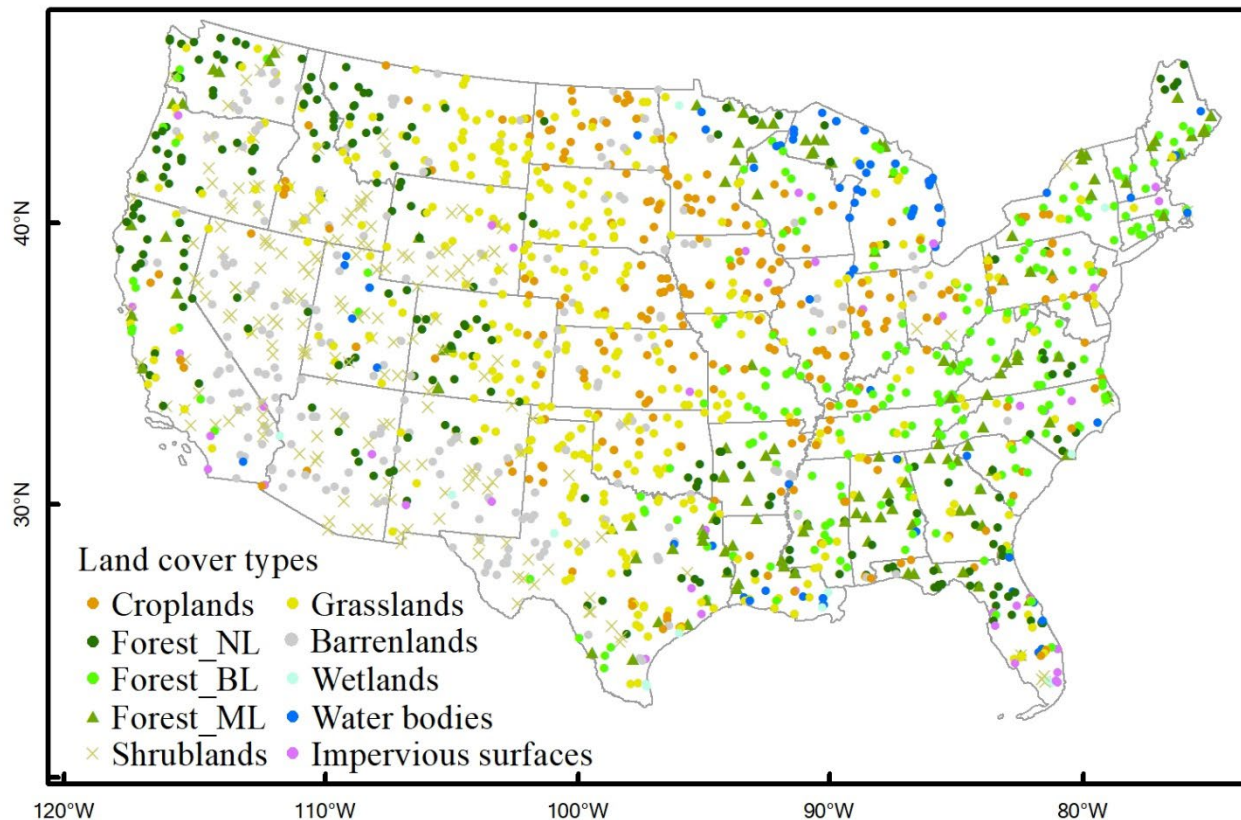 40°N
30°N
Land cover types
Croplands
Grasslands
Forest_NL
Barrenlands
Forest_BL
Wetlands
Forest_ML
Water bodies
Shrublands
Impervious surfaces
120°W
110°W
100°W
90°W
80°W